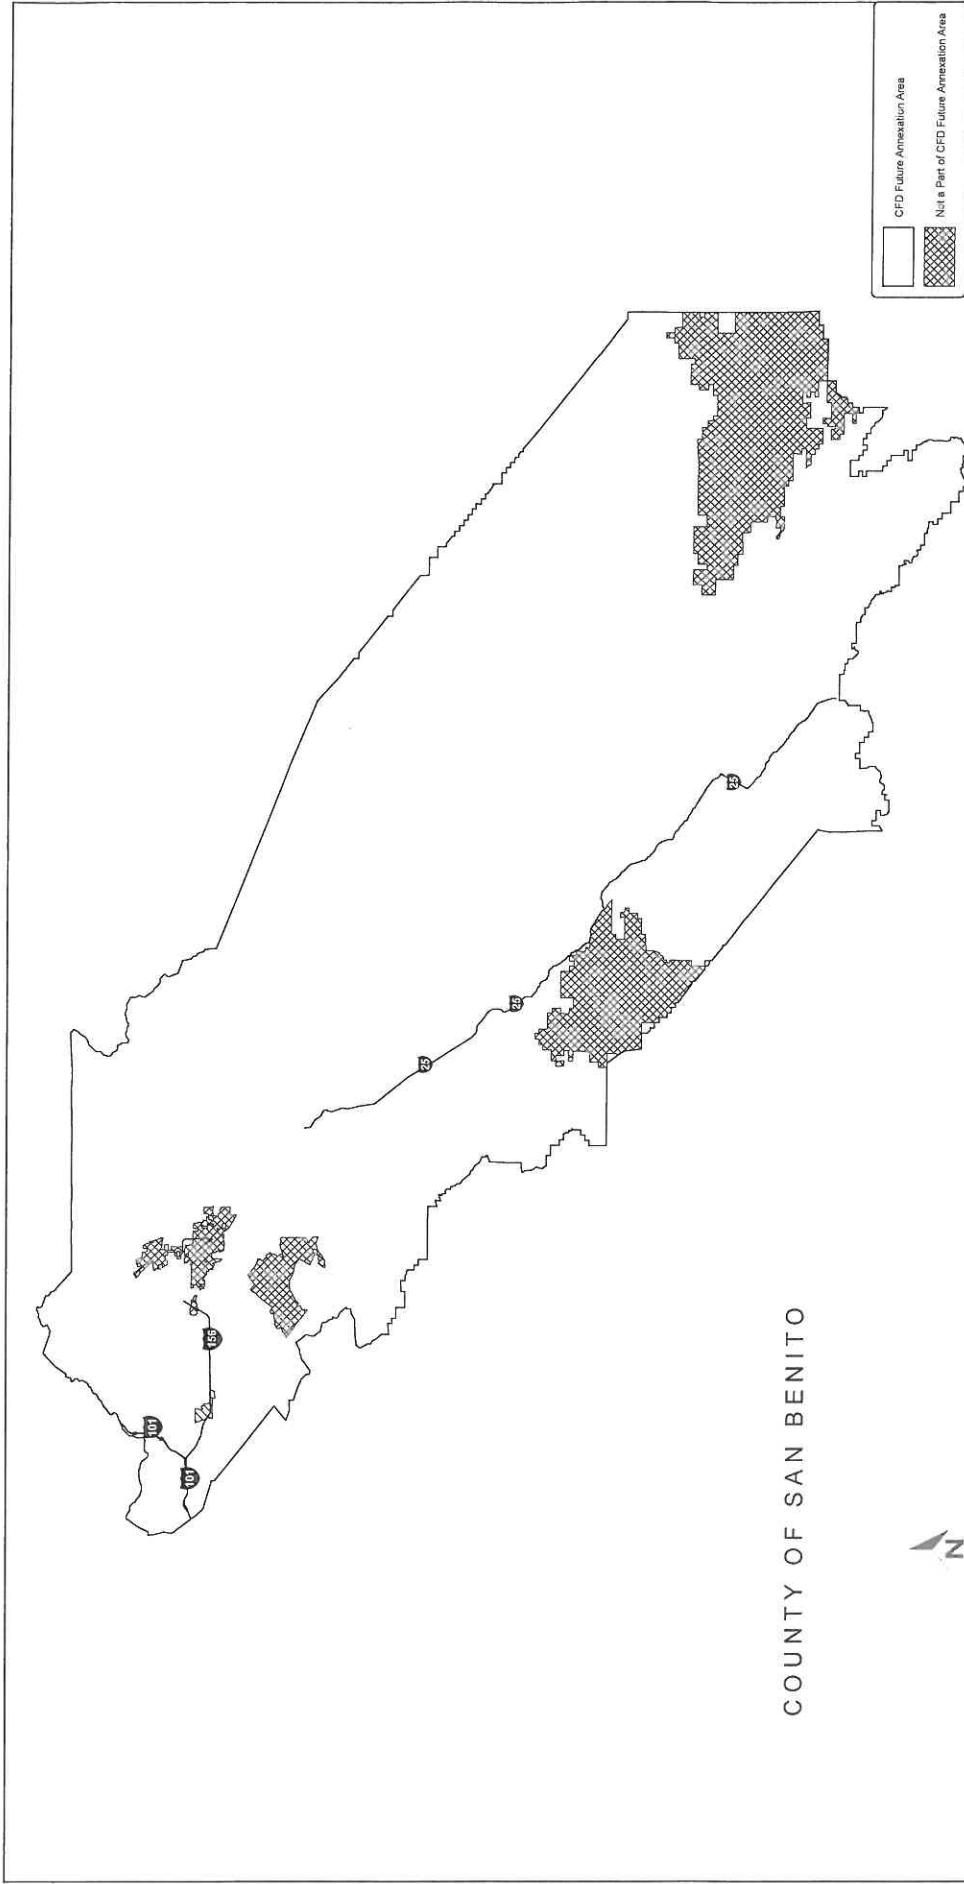 CFD Future Annexation Area
Not a Part of CFD Future Annexation Area
101
101
156
25
25
25
COUNTY OF SAN BENITO
N